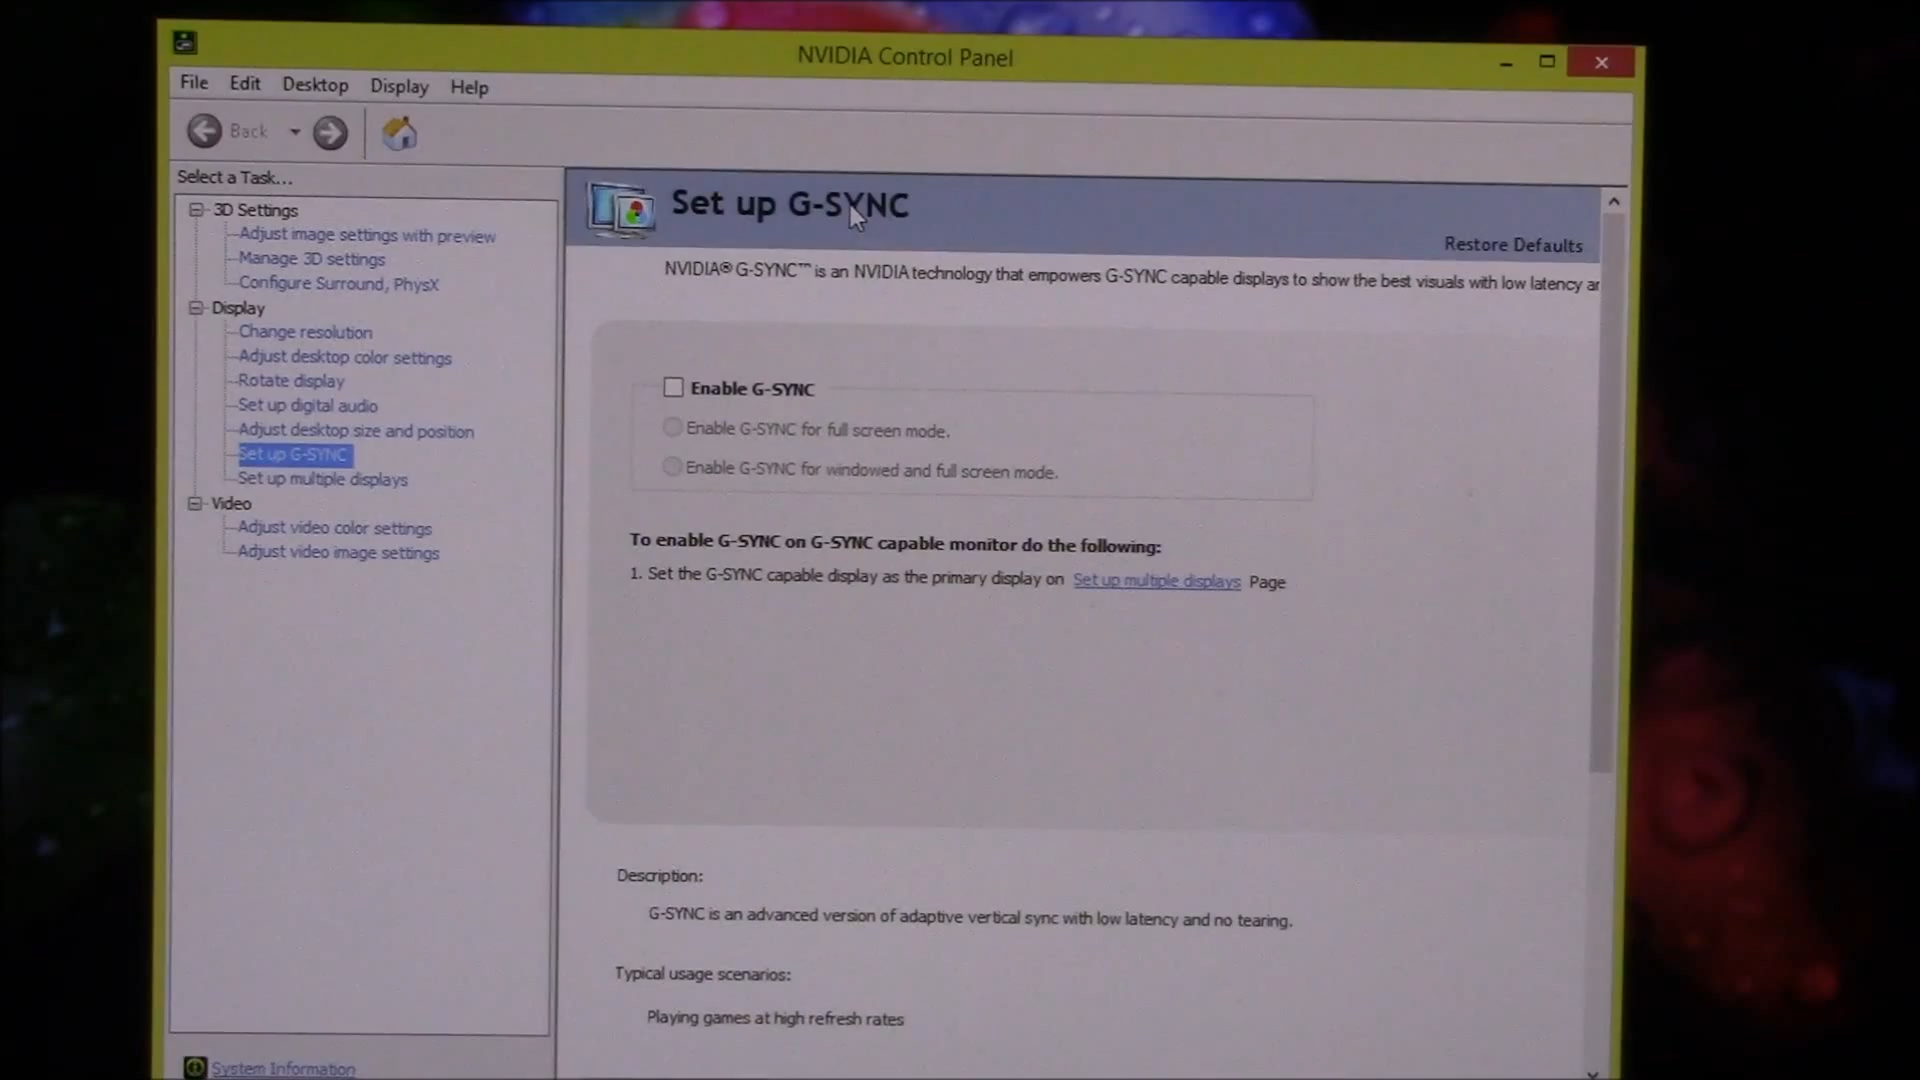 NVIDIA Control Panel
File Edit Desktop Display Help
Back
Select a Task...
3D Settings
Adjust image settings with preview
Manage 3D settings
Configure Surround, PhysX
Display
Change resolution
Adjust desktop color settings
Rotate display
Set up digital audio
Adjust desktop size and position
Set up G-SYNC
Set up multiple displays
Video
Adjust video color settings
Adjust video image settings
System Information
Set up G-SYNC
Restore Defaults
NVIDIA® G-SYNC™ is an NVIDIA technology that empowers G-SYNC capable displays to show the best visuals with low latency ar
Enable G-SYNC
Enable G-SYNC for full screen mode.
Enable G-SYNC for windowed and full screen mode.
To enable G-SYNC on G-SYNC capable monitor do the following:
1. Set the G-SYNC capable display as the primary display on Set up multiple displays Page
Description:
G-SYNC is an advanced version of adaptive vertical sync with low latency and no tearing.
Typical usage scenarios:
Playing games at high refresh rates